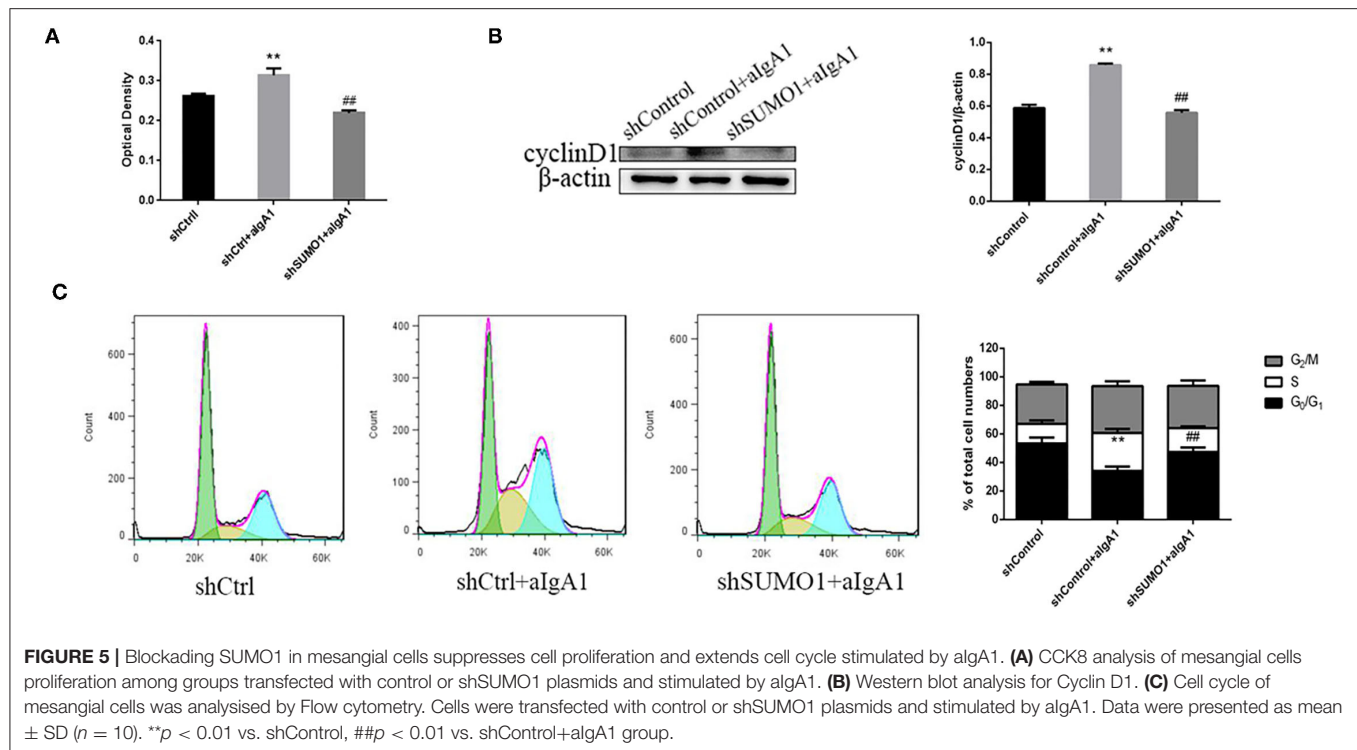 A
Optical Density
0.4
0.3
0.2
0.1
0.0
**
##
shCtrll
shCtrl+aIgA1
shSUMO1+aIgA1
B
shControl
shControl+aIgA1
shSUMO1+aIgA1
cyclinD1
β-actin
cyclinD1/β-actin
1.0
0.8
0.6
0.4
0.2
0.0
**
##
shControl
shControl+aIgA1
shSUMO1+aIgA1
C
Count
600
400
200
0
0
20K
40K
60K
shCtrl
Count
400
300
200
100
0
0
20K
40K
60K
shCtrl+aIgA1
Count
600
400
200
0
0
20K
40K
60K
shSUMO1+aIgA1
% of total cell numbers
120
100
80
60
40
20
0
**
##
shControl
shControl+aIgA1
shSUMO1+aIgA1
G2/M
S
G0/G1
FIGURE 5 | Blockading SUMO1 in mesangial cells suppresses cell proliferation and extends cell cycle stimulated by aIgA1. (A) CCK8 analysis of mesangial cells
proliferation among groups transfected with control or shSUMO1 plasmids and stimulated by aIgA1. (B) Western blot analysis for Cyclin D1. (C) Cell cycle of
mesangial cells was analysised by Flow cytometry. Cells were transfected with control or shSUMO1 plasmids and stimulated by aIgA1. Data were presented as mean
± SD (n = 10). **p < 0.01 vs. shControl, ##p < 0.01 vs. shControl+aIgA1 group.